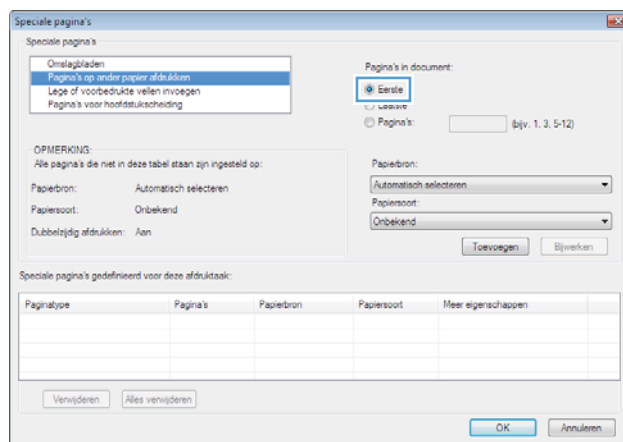 Speciale pagina's
Speciale pagina's
Omslagbladen
Pagina's op ander papier afdrukken
Lege of voorbedrukte vellen invoegen
Pagina's voor hoofdstukscheiding
Pagina's in document:
Eerste
Laatste
Pagina's:
(bijv. 1. 3. 5-12)
OPMERKING:
Alle pagina's die niet in deze tabel staan zijn ingesteld op:
Papierbron:
Automatisch selecteren
Papiersoort:
Onbekend
Dubbelzijdig afdrukken:
Aan
Papierbron:
Automatisch selecteren
Papiersoort:
Onbekend
Toevoegen
Bijwerken
Speciale pagina's gedefinieerd voor deze afdruktaak:
Paginatype
Pagina's
Papierbron
Papiersoort
Meer eigenschappen
Verwijderen
Alles verwijderen
OK
Annuleren